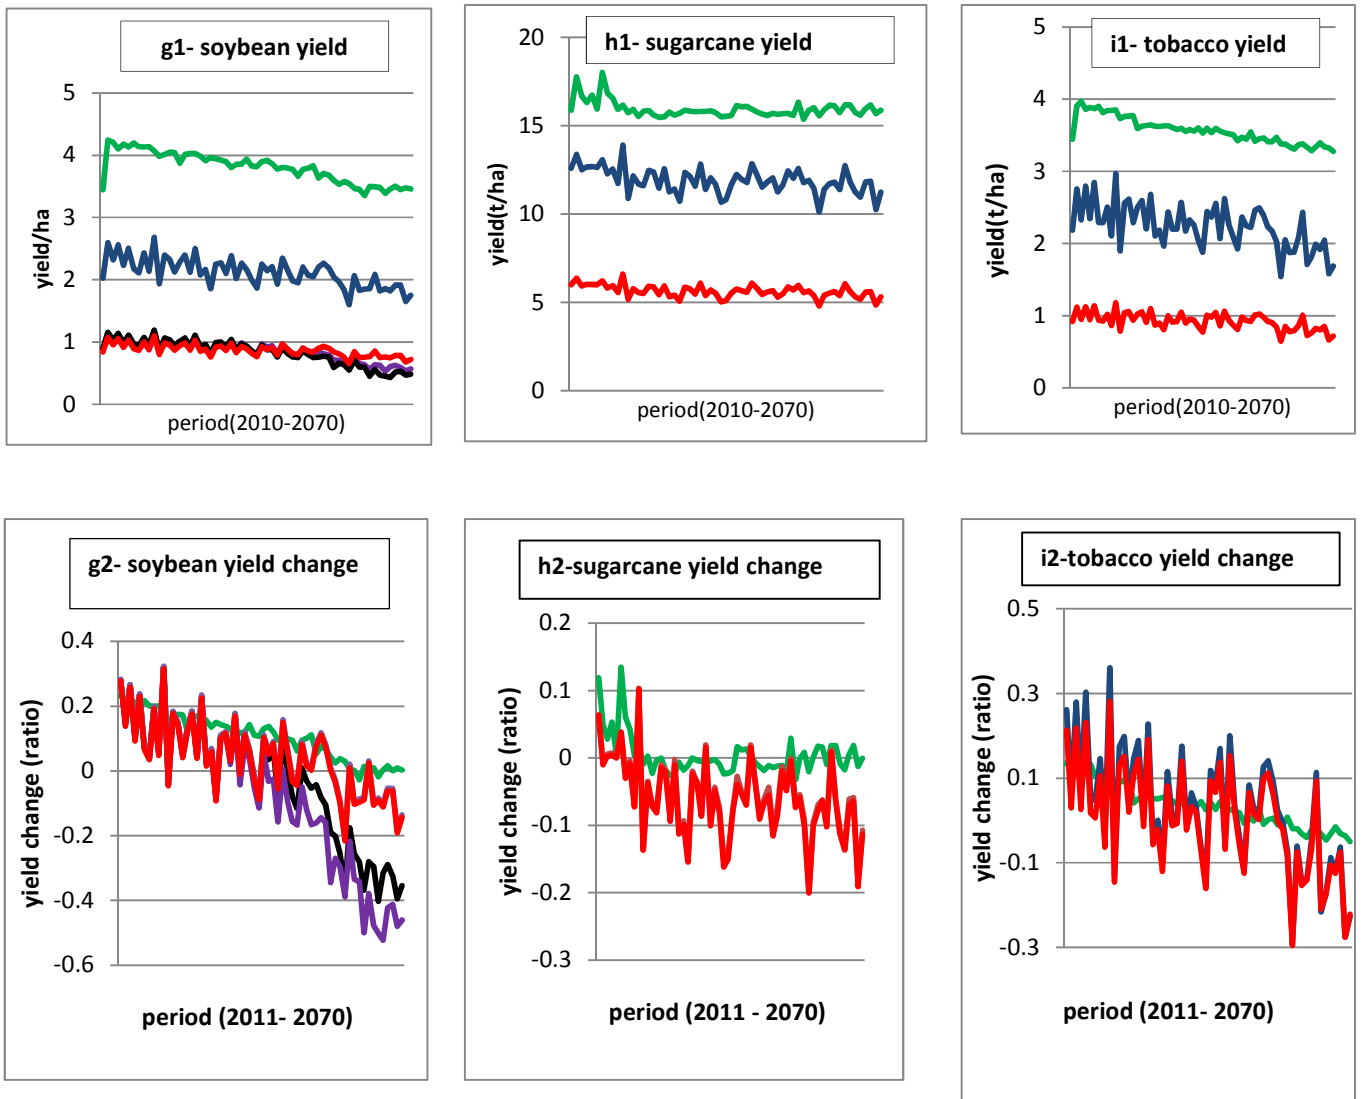 g1- soybean yield
5
4
3
2
1
0
yield/ha
period(2010-2070)
h1- sugarcane yield
20
15
10
5
0
yield(t/ha)
period(2010-2070)
i1- tobacco yield
5
4
3
2
1
0
yield(t/ha)
period(2010-2070)
g2- soybean yield change
0.4
0.2
0
-0.2
-0.4
-0.6
yield change (ratio)
period (2011- 2070)
h2-sugarcane yield change
0.2
0.1
0
-0.1
-0.2
-0.3
yield change (ratio)
period (2011 - 2070)
i2-tobacco yield change
0.5
0.3
0.1
-0.1
-0.3
yield change (ratio)
period (2011- 2070)